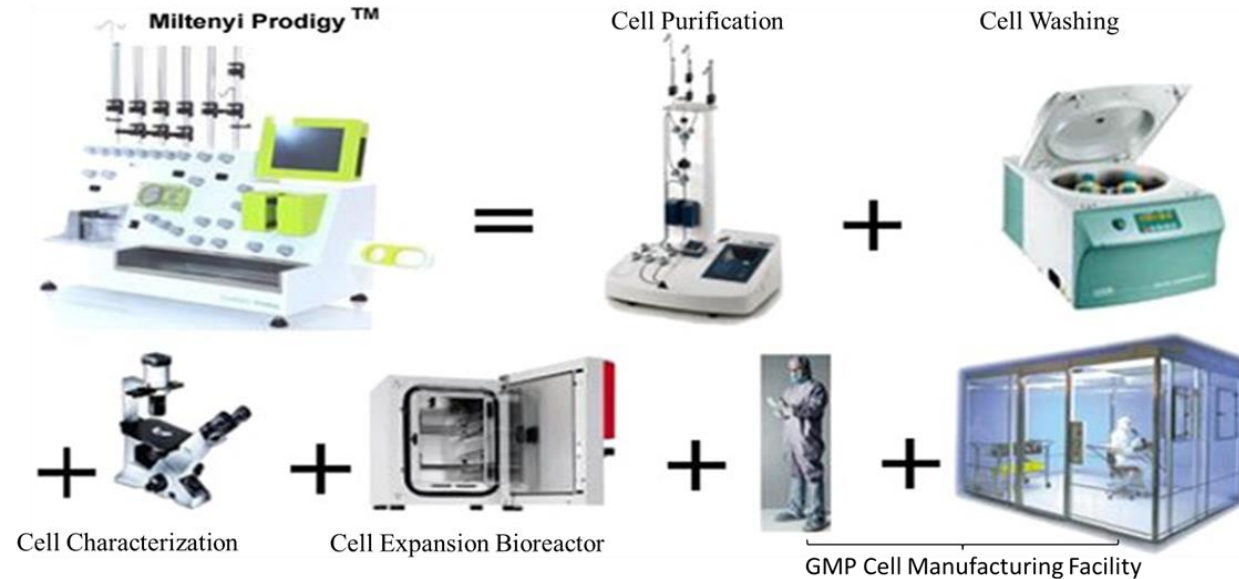 Miltenyi Prodigy ™
Cell Purification
Cell Washing
Cell Characterization
Cell Expansion Bioreactor
GMP Cell Manufacturing Facility